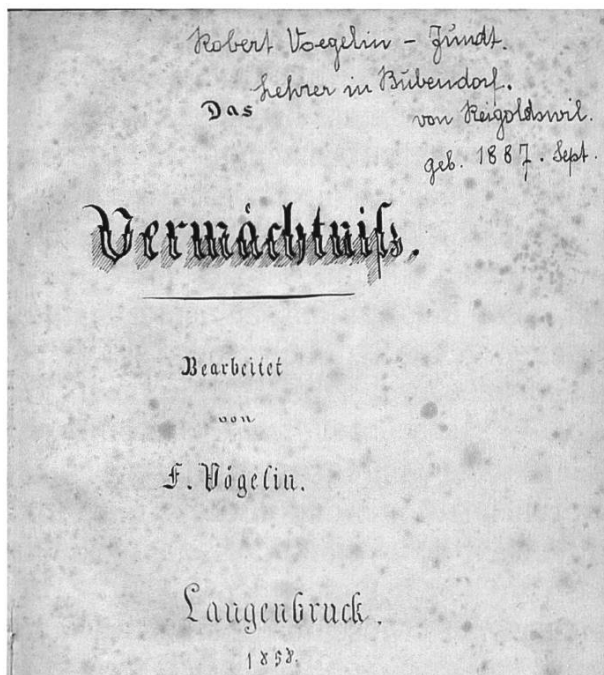 Robert Voegelin - Jundt.
Lehrer in Bubendorf.
Das
von Reigoldswil.
geb. 1887. Sept.
Vermächtniß.
Bearbeitet
von
F. Vögelin.
Langenbruck.
1858.